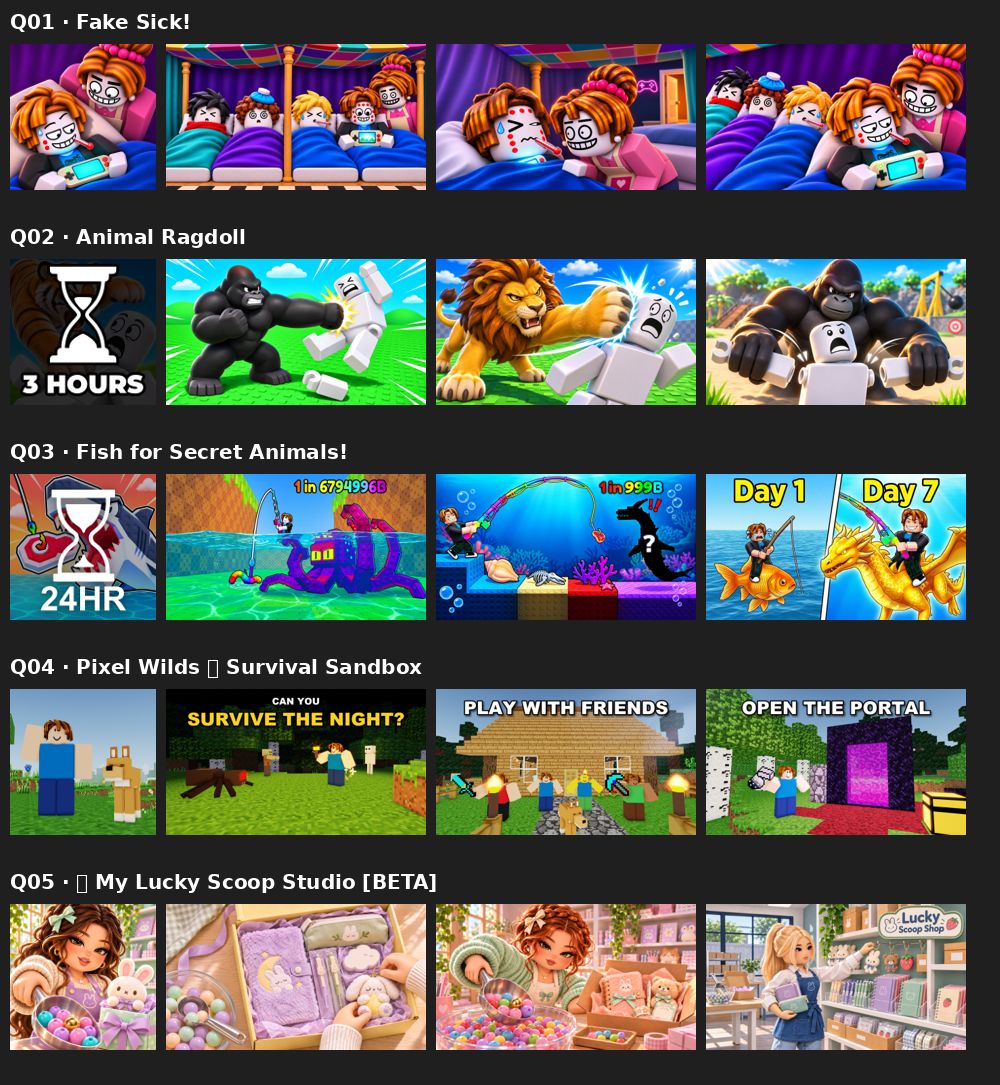 Q01 · Fake Sick!
Q02 · Animal Ragdoll
3 HOURS
Q03 · Fish for Secret Animals!
24HR
1 in 6794996B
1 in 999B
!!
?
Day 1
Day 7
Q04 · Pixel Wilds Survival Sandbox
CAN YOU
SURVIVE THE NIGHT?
PLAY WITH FRIENDS
OPEN THE PORTAL
Q05 · My Lucky Scoop Studio [BETA]
Lucky
Scoop Shop